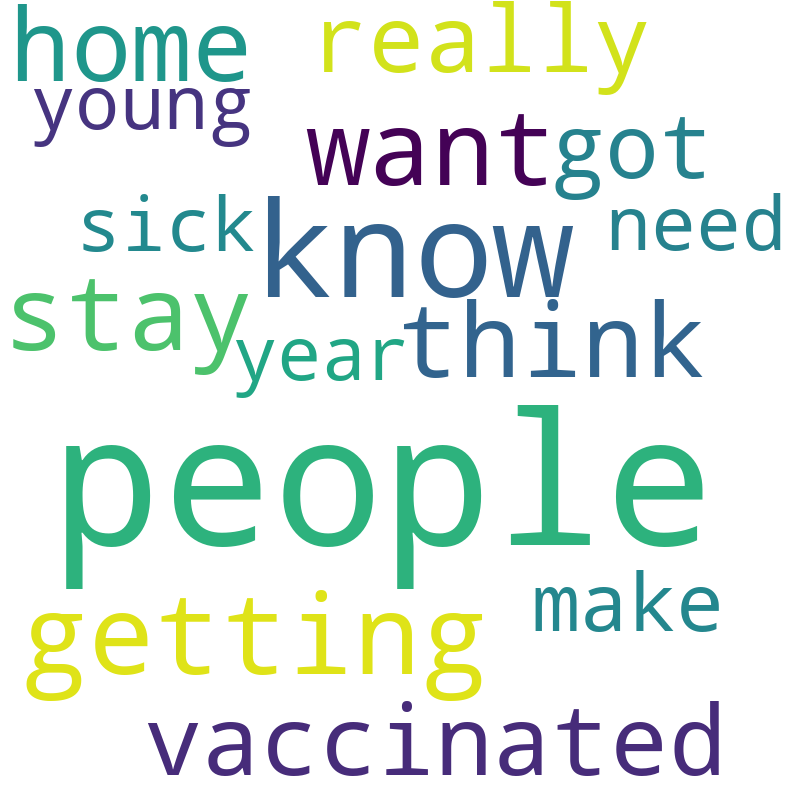 home really
young
want got
sick know need
stay think
year
people
getting make
vaccinated